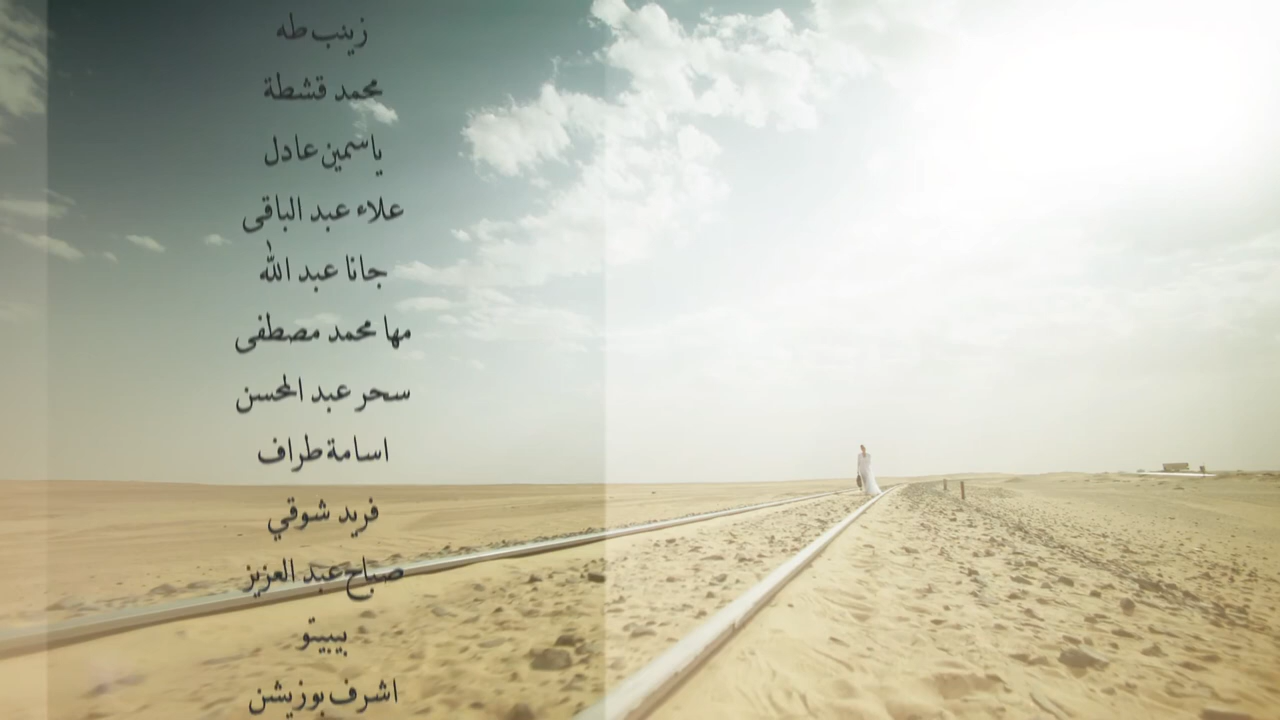 زينب طه
محمد قشطة
ياسمين عادل
علاء عبد الباقى
جانا عبد الله
مها محمد مصطفى
سحر عبد المحسن
اسامة طراف
فريد شوقي
صباح عبد العزيز
بيبيتو
اشرف بوزيشن